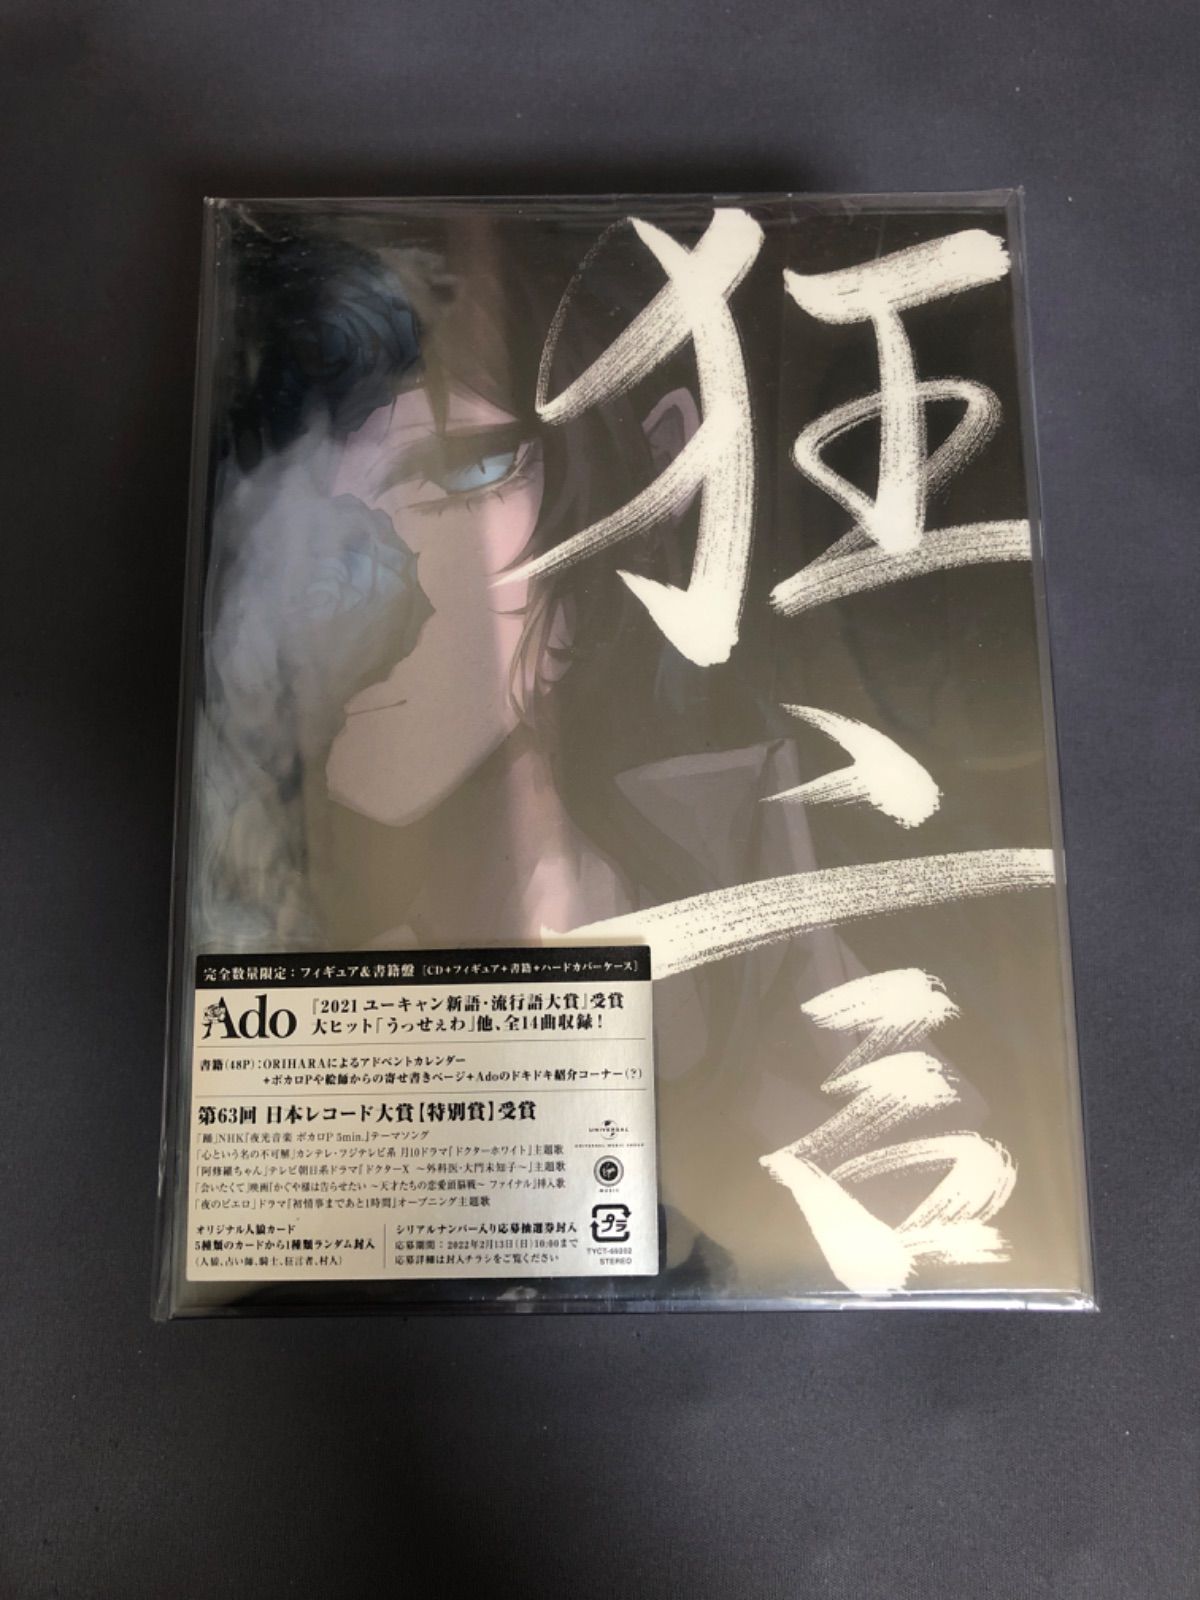 狂言
完全数量限定：フィギュア&書籍盤［CD+フィギュア+書籍+ハードカバーケース］
Ado
『2021 ユーキャン新語・流行語大賞』受賞
大ヒット「うっせぇわ」他、全14曲収録！
書籍(48P)：ORIHARAによるアドベントカレンダー
+ボカロPや絵師からの寄せ書きページ+Adoのドキドキ紹介コーナー(？)
第63回 日本レコード大賞【特別賞】受賞
「踊」NHK『夜光音楽 ボカロP 5min.』テーマソング
「心という名の不可解」カンテレ・フジテレビ系 月10ドラマ『ドクターホワイト』主題歌
「阿修羅ちゃん」テレビ朝日系ドラマ『ドクターX ～外科医・大門未知子～』主題歌
「会いたくて」映画『かぐや様は告らせたい ～天才たちの恋愛頭脳戦～ ファイナル』挿入歌
「夜のピエロ」ドラマ『初情事まであと1時間』オープニング主題歌
UNIVERSAL
UNIVERSAL MUSIC GROUP
Virgin
MUSIC
オリジナル人狼カード
5種類のカードから1種類ランダム封入
(人狼、占い師、騎士、狂言者、村人)
シリアルナンバー入り応募抽選券封入
応募期間：2022年2月13日(日)10:00まで
応募詳細は封入チラシをご覧ください
プラ
TYCT-69202
STEREO